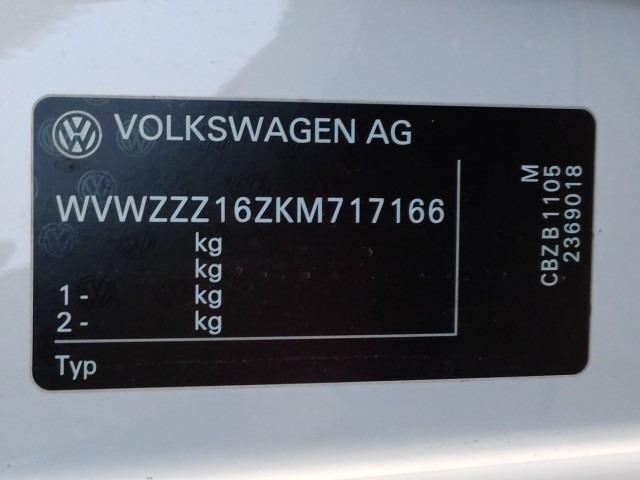 VOLKSWAGEN AG
WVWZZZ16ZKM717166
kg
kg
1 - kg
2 - kg
Typ
M
CBZB1105
2369018